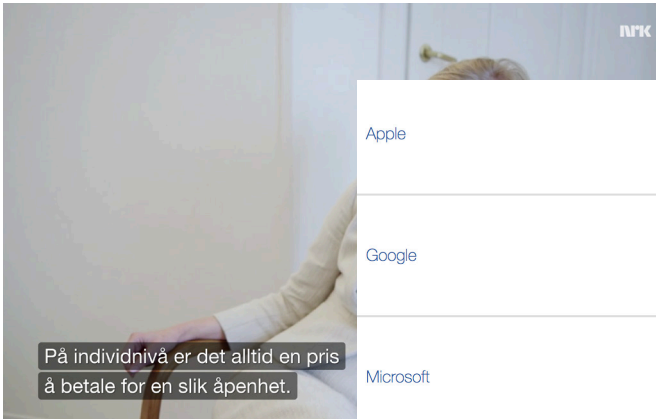 NRK
Apple
Google
Microsoft
På individnivå er det alltid en pris
å betale for en slik åpenhet.